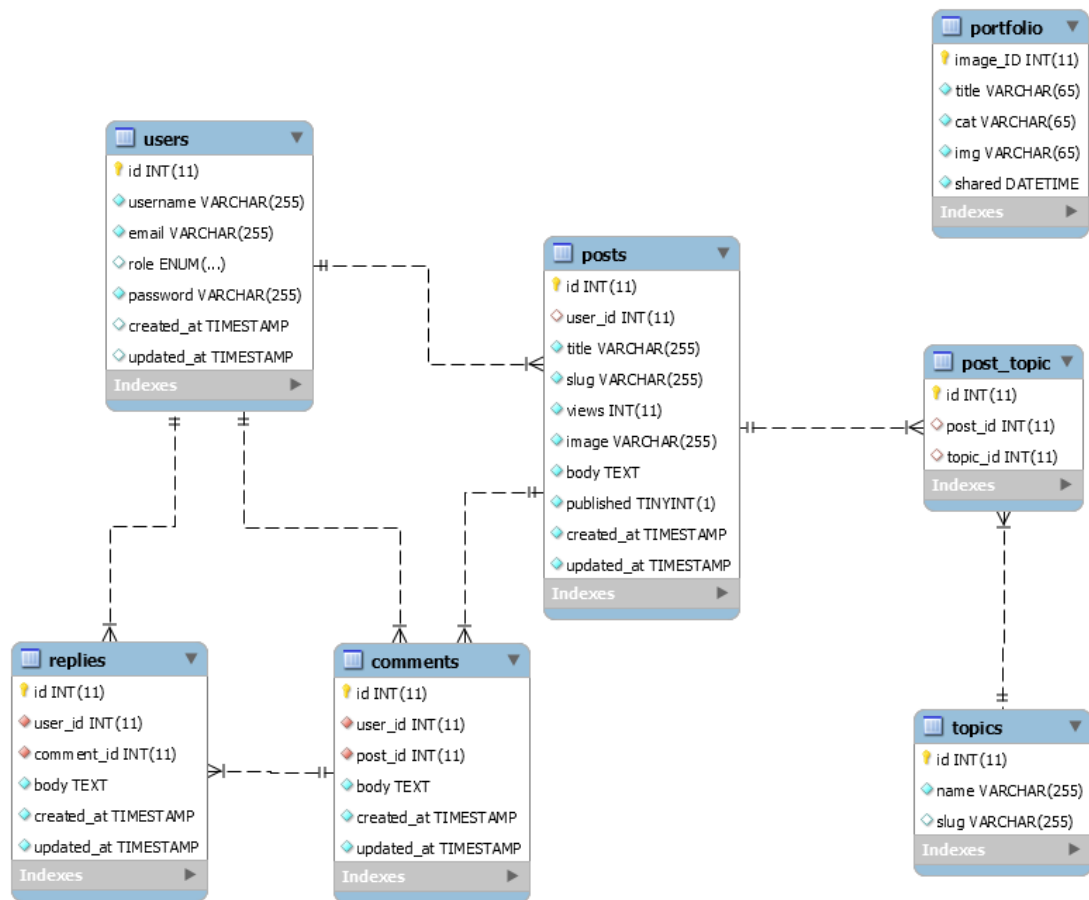 portfolio
image_ID INT(11)
title VARCHAR(65)
cat VARCHAR(65)
img VARCHAR(65)
shared DATETIME
Indexes
users
id INT(11)
username VARCHAR(255)
email VARCHAR(255)
role ENUM(...)
password VARCHAR(255)
created_at TIMESTAMP
updated_at TIMESTAMP
Indexes
posts
id INT(11)
user_id INT(11)
title VARCHAR(255)
slug VARCHAR(255)
views INT(11)
image VARCHAR(255)
body TEXT
published TINYINT(1)
created_at TIMESTAMP
updated_at TIMESTAMP
Indexes
post_topic
id INT(11)
post_id INT(11)
topic_id INT(11)
Indexes
replies
id INT(11)
user_id INT(11)
comment_id INT(11)
body TEXT
created_at TIMESTAMP
updated_at TIMESTAMP
Indexes
comments
id INT(11)
user_id INT(11)
post_id INT(11)
body TEXT
created_at TIMESTAMP
updated_at TIMESTAMP
Indexes
topics
id INT(11)
name VARCHAR(255)
slug VARCHAR(255)
Indexes